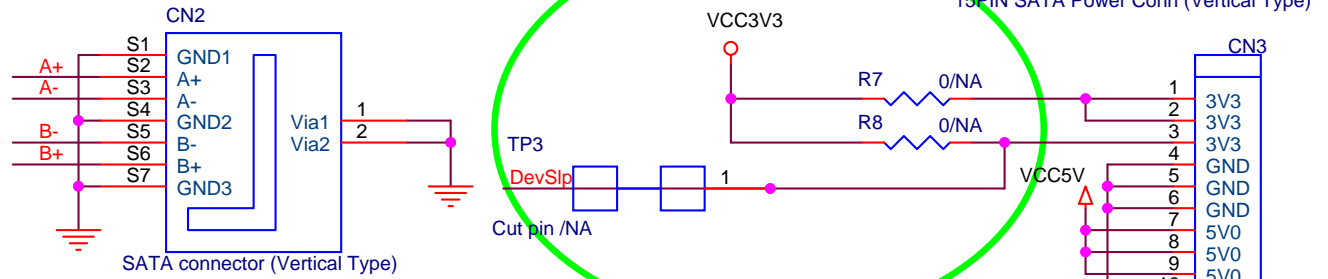 15PIN SATA Power Conn (Vertical Type)
CN2
S1 GND1
A+ S2 A+
A- S3 A-
S4 GND2
B- S5 B-
B+ S6 B+
S7 GND3
Via1 1
Via2 2
SATA connector (Vertical Type)
VCC3V3
R7 0/NA
R8 0/NA
TP3
DevSlp 1
Cut pin /NA
VCC5V
CN3
1 3V3
2 3V3
3 3V3
4 GND
5 GND
6 GND
7 5V0
8 5V0
9 5V0
10